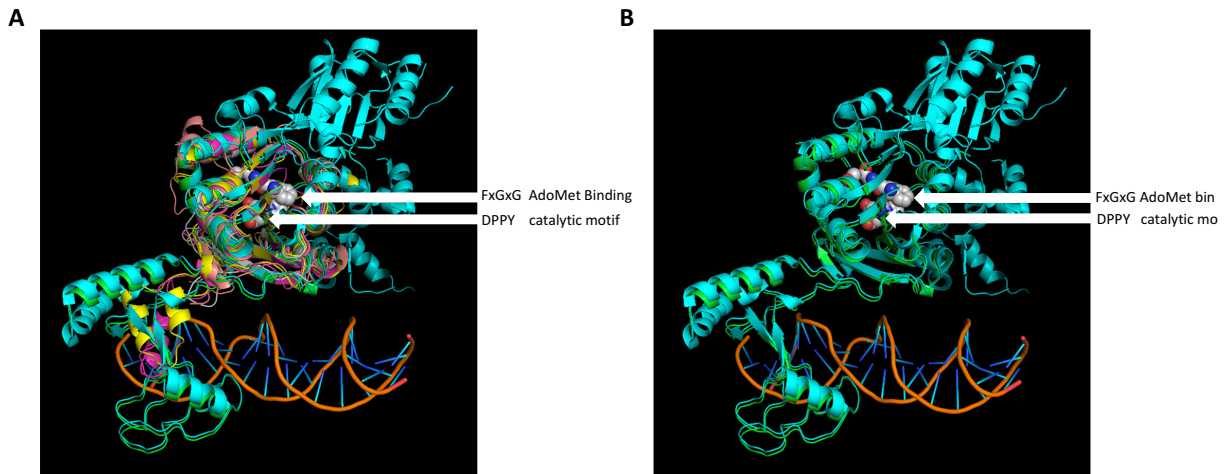 A
B
FxGxG AdoMet Binding
DPPY catalytic motif
FxGxG AdoMet bin
DPPY catalytic mo